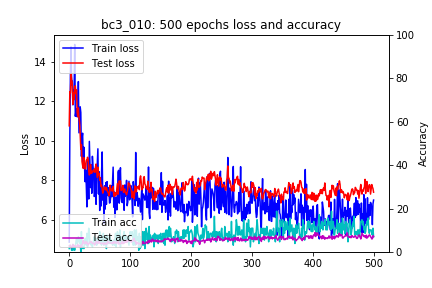 bc3_010: 500 epochs loss and accuracy
Train loss
Test loss
Train acc
Test acc
Loss
14
12
10
8
6
Accuracy
100
80
60
40
20
0
0
100
200
300
400
500